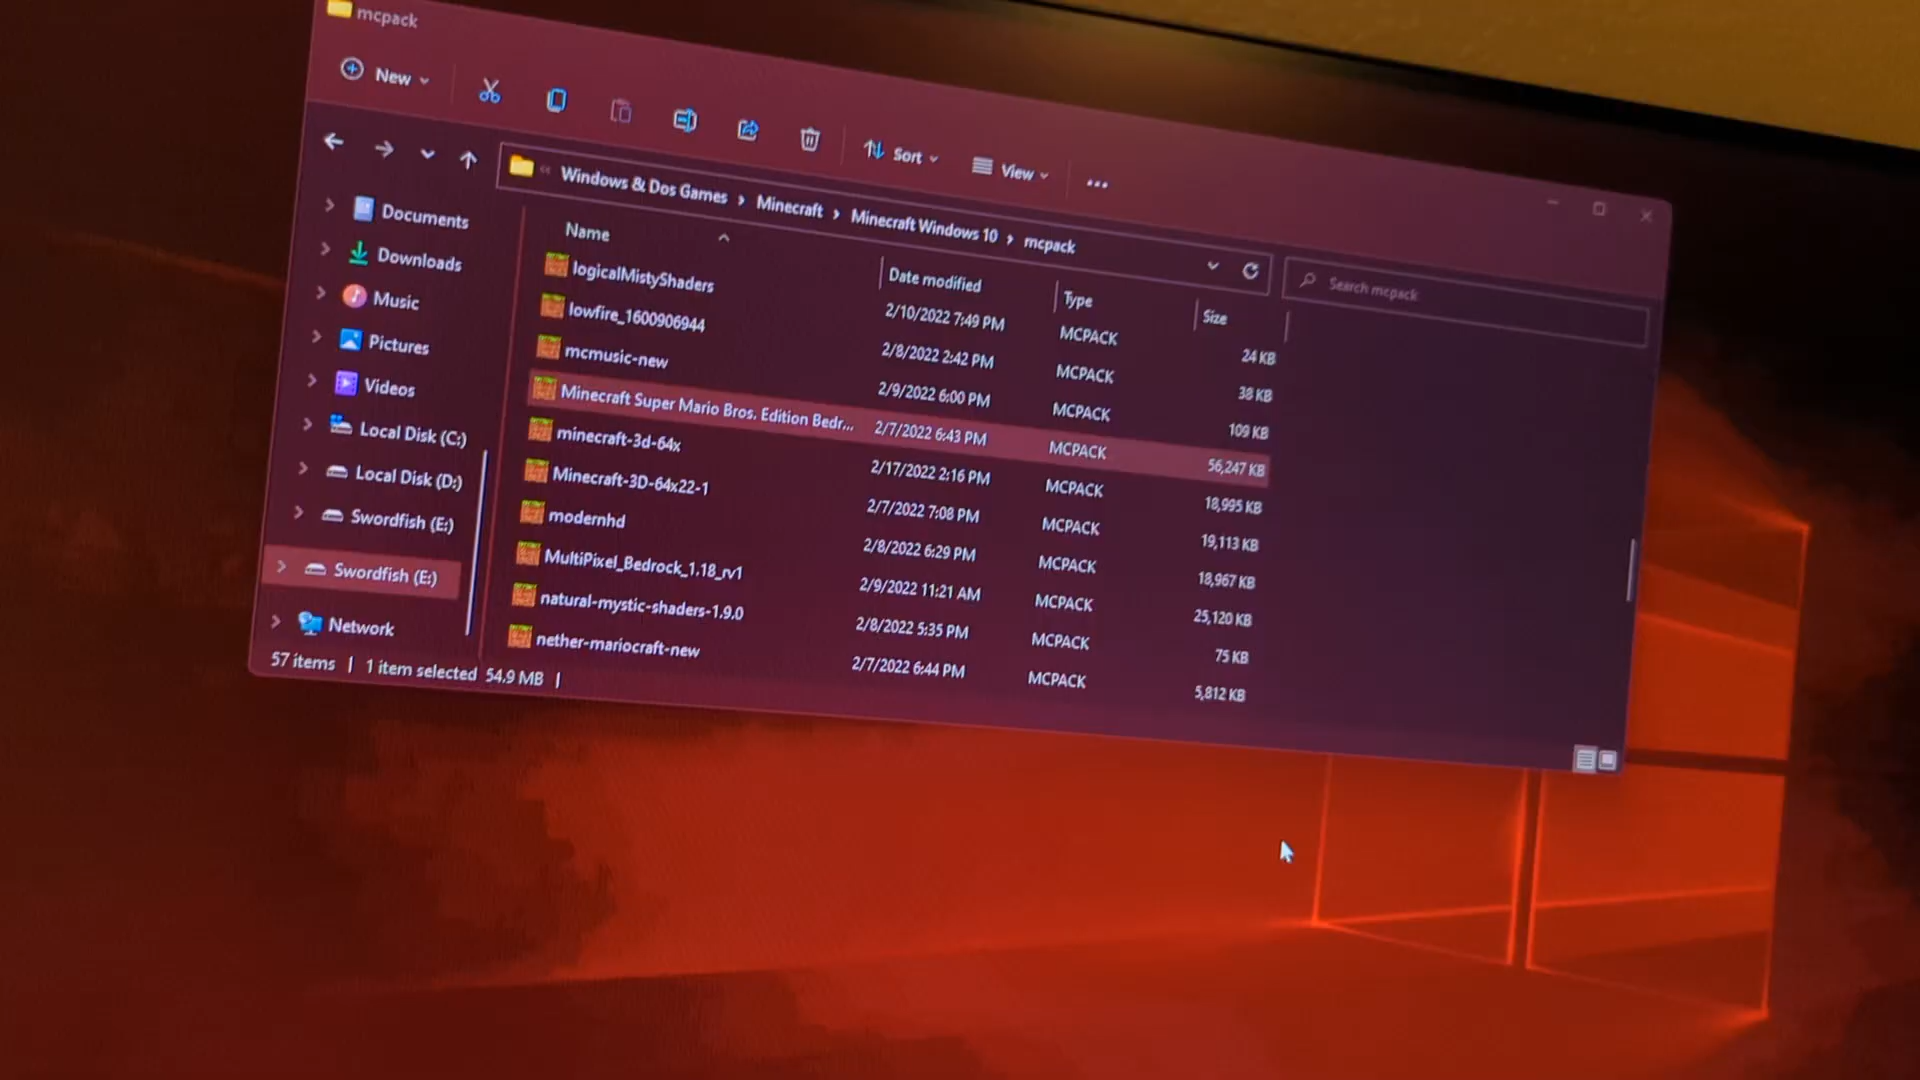 mcpack
New
Sort
View
Windows & Dos Games > Minecraft > Minecraft Windows 10 > mcpack
Search mcpack
Documents
Downloads
Music
Pictures
Videos
Local Disk (C:)
Local Disk (D:)
Swordfish (E:)
Swordfish (E:)
Network
Name Date modified Type Size
logicalMistyShaders 2/10/2022 7:49 PM MCPACK 24 KB
lowfire_1600906944 2/8/2022 2:42 PM MCPACK 38 KB
mcmusic-new 2/9/2022 6:00 PM MCPACK 109 KB
Minecraft Super Mario Bros. Edition Bedr... 2/7/2022 6:43 PM MCPACK 56,247 KB
minecraft-3d-64x 2/17/2022 2:16 PM MCPACK 18,995 KB
Minecraft-3D-64x22-1 2/7/2022 7:08 PM MCPACK 19,113 KB
modernhd 2/8/2022 6:29 PM MCPACK 18,967 KB
MultiPixel_Bedrock_1.18_rv1 2/9/2022 11:21 AM MCPACK 25,120 KB
natural-mystic-shaders-1.9.0 2/8/2022 5:35 PM MCPACK 75 KB
nether-mariocraft-new 2/7/2022 6:44 PM MCPACK 5,812 KB
57 items | 1 item selected 54.9 MB |